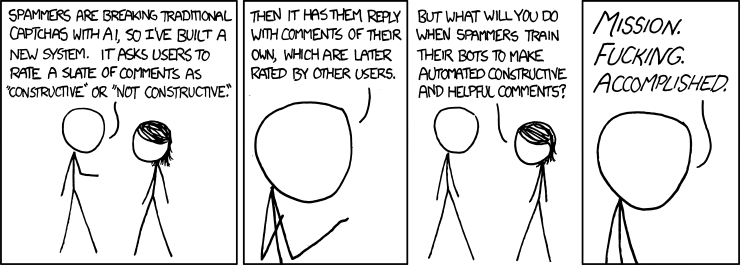 SPAMMERS ARE BREAKING TRADITIONAL
CAPTCHAS WITH AI, SO I'VE BUILT A
NEW SYSTEM. IT ASKS USERS TO
RATE A SLATE OF COMMENTS AS
"CONSTRUCTIVE" OR "NOT CONSTRUCTIVE."
THEN IT HAS THEM REPLY
WITH COMMENTS OF THEIR
OWN, WHICH ARE LATER
RATED BY OTHER USERS.
BUT WHAT WILL YOU DO
WHEN SPAMMERS TRAIN
THEIR BOTS TO MAKE
AUTOMATED CONSTRUCTIVE
AND HELPFUL COMMENTS?
MISSION.
FUCKING.
ACCOMPLISHED.